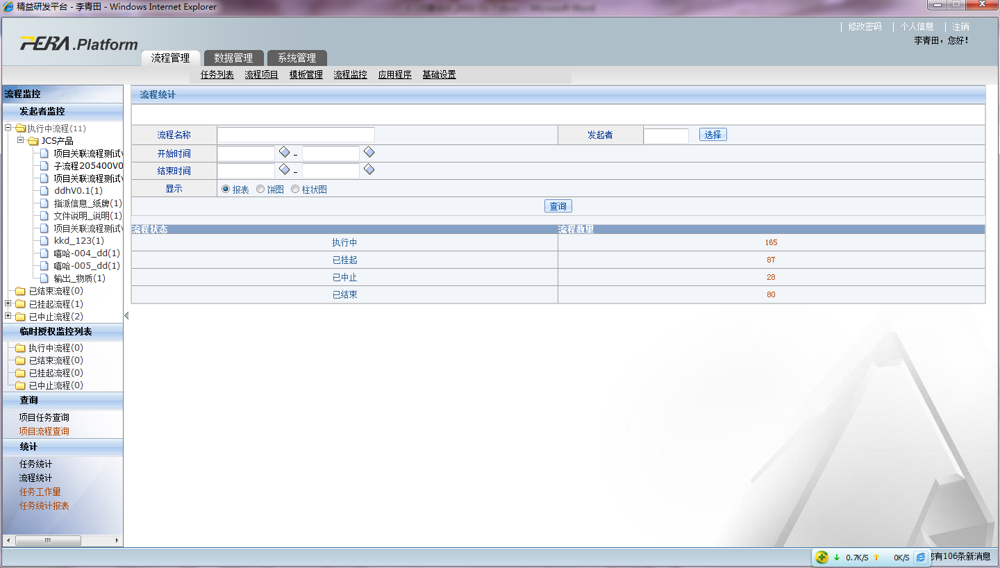 精益研发平台 - 李青田 - Windows Internet Explorer
修改密码 | 个人信息 | 注销
李青田，您好！
PERA.Platform
流程管理 数据管理 系统管理
任务列表 流程项目 模板管理 流程监控 应用程序 基础设置
流程监控
发起者监控
执行中流程(11)
JCS产品
项目关联流程测试
子流程205400V0
项目关联流程测试
ddhV0.1(1)
指派信息_纸牌(1)
文件说明_说明(1)
项目关联流程测试
kkd_123(1)
嘻哈-004_dd(1)
嘻哈-005_dd(1)
输出_物质(1)
已结束流程(0)
已挂起流程(1)
已中止流程(2)
临时授权监控列表
执行中流程(0)
已结束流程(0)
已挂起流程(0)
已中止流程(0)
查询
项目任务查询
项目流程查询
统计
任务统计
流程统计
任务工作量
任务统计报表
流程统计
流程名称 发起者 选择
开始时间 -
结束时间 -
显示 报表 饼图 柱状图
查询
流程状态 流程数量
执行中 165
已挂起 87
已中止 28
已结束 80
0.7K/S 0K/S 您有106条新消息